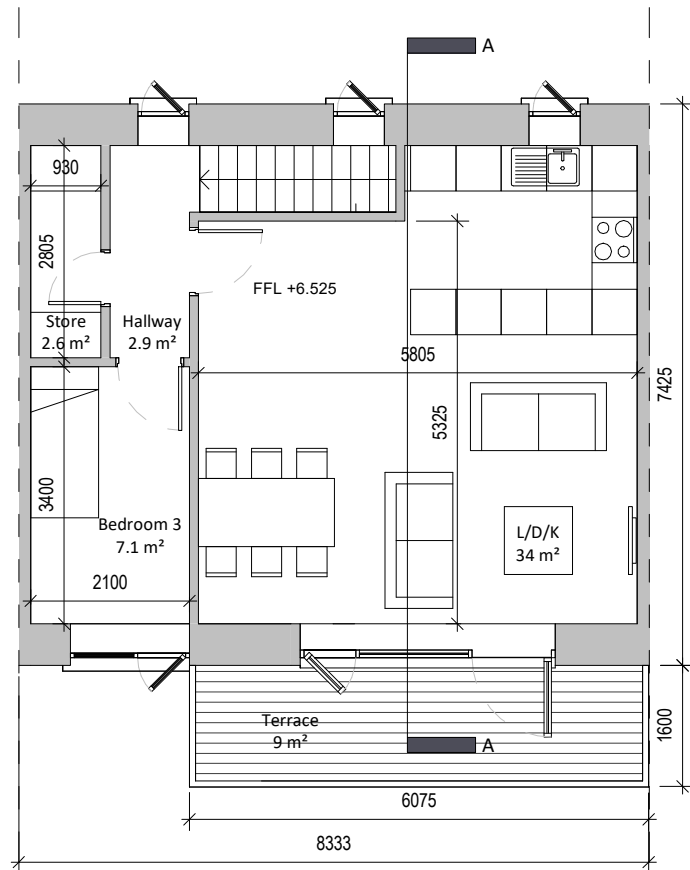 A
930
2805
FFL +6.525
Store
2.6 m²
Hallway
2.9 m²
5805
7425
5325
3400
Bedroom 3
7.1 m²
L/D/K
34 m²
2100
Terrace
9 m²
A
1600
6075
8333